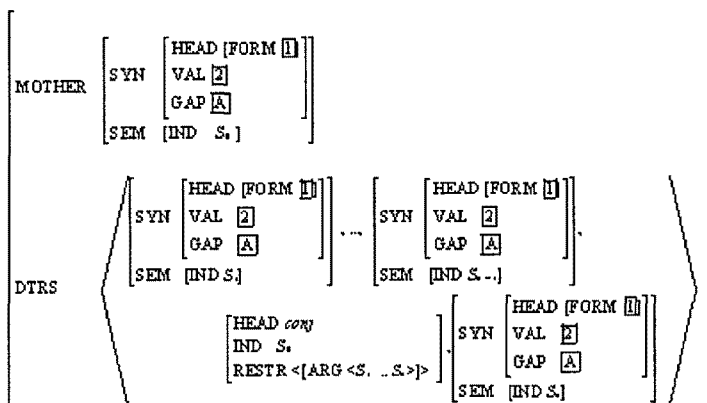 HEAD [FORM 1]
MOTHER SYN VAL 2
GAP A
SEM [IND S₀]
HEAD [FORM 1] HEAD [FORM 1]
SYN VAL 2 , ..., SYN VAL 2 ,
GAP A GAP A
SEM [IND S₁] SEM [IND Sₙ₋₁]
DTRS
HEAD conj HEAD [FORM 1]
IND S₀ , SYN VAL 2
RESTR <[ARG <S₁ ...Sₙ>]> GAP A
SEM [IND Sₙ]